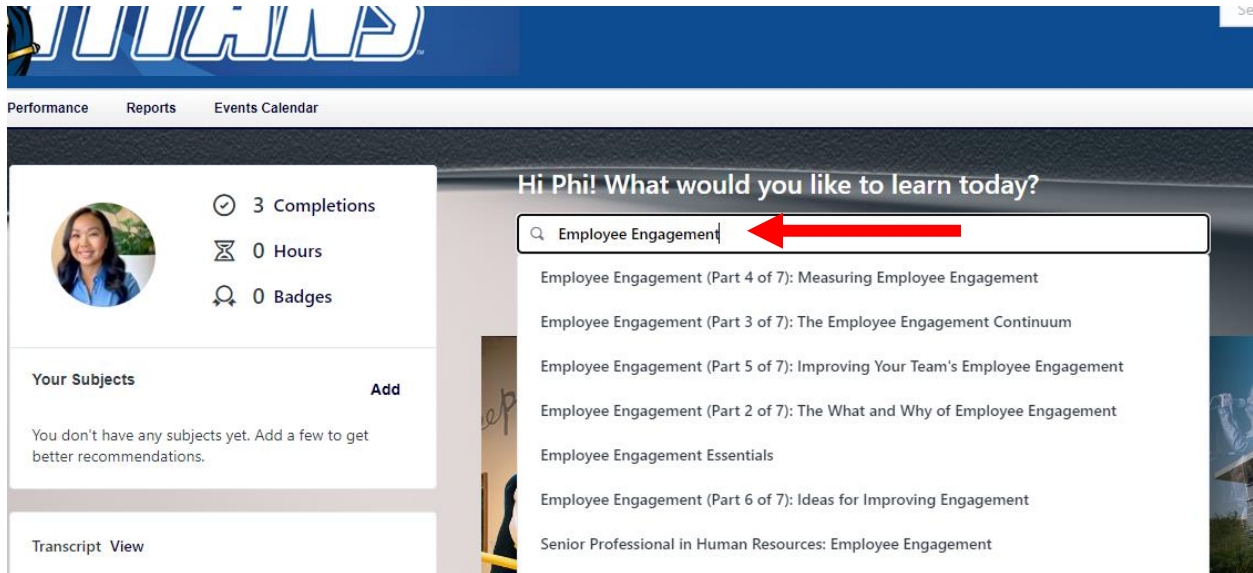 TITANS
Se
Performance Reports Events Calendar
3 Completions
0 Hours
0 Badges
Your Subjects
Add
You don't have any subjects yet. Add a few to get
better recommendations.
Transcript View
Hi Phi! What would you like to learn today?
Employee Engagement
Employee Engagement (Part 4 of 7): Measuring Employee Engagement
Employee Engagement (Part 3 of 7): The Employee Engagement Continuum
Employee Engagement (Part 5 of 7): Improving Your Team's Employee Engagement
Employee Engagement (Part 2 of 7): The What and Why of Employee Engagement
Employee Engagement Essentials
Employee Engagement (Part 6 of 7): Ideas for Improving Engagement
Senior Professional in Human Resources: Employee Engagement